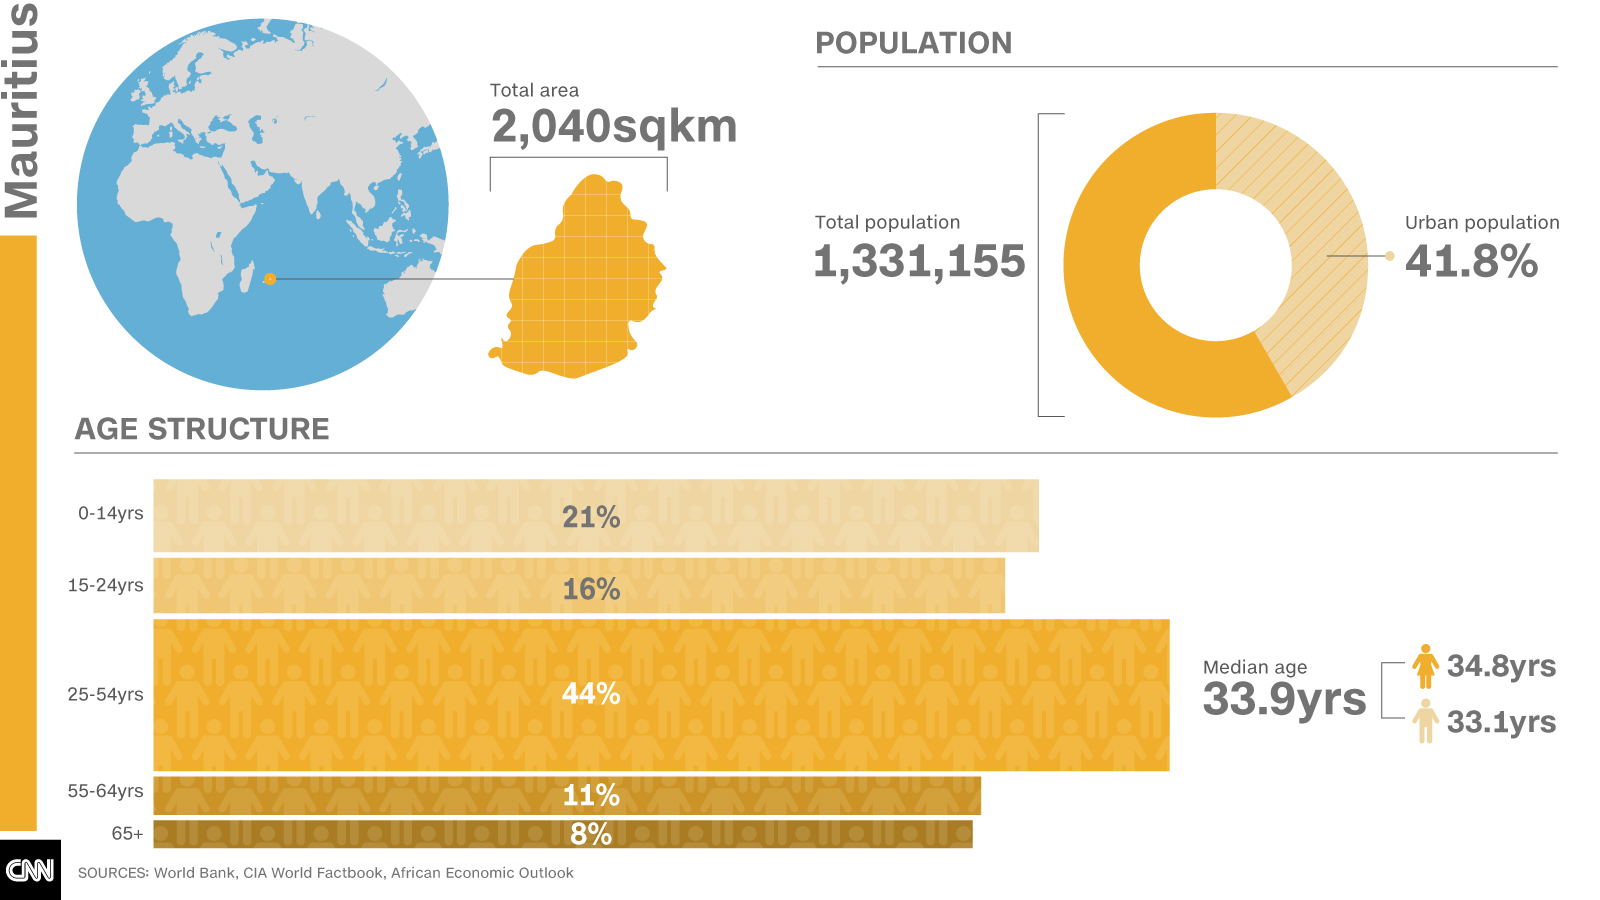 Mauritius
Total area
2,040sqkm
POPULATION
Total population
1,331,155
Urban population
41.8%
AGE STRUCTURE
0-14yrs
21%
15-24yrs
16%
25-54yrs
44%
Median age
33.9yrs
34.8yrs
33.1yrs
55-64yrs
11%
65+
8%
CNN
SOURCES: World Bank, CIA World Factbook, African Economic Outlook